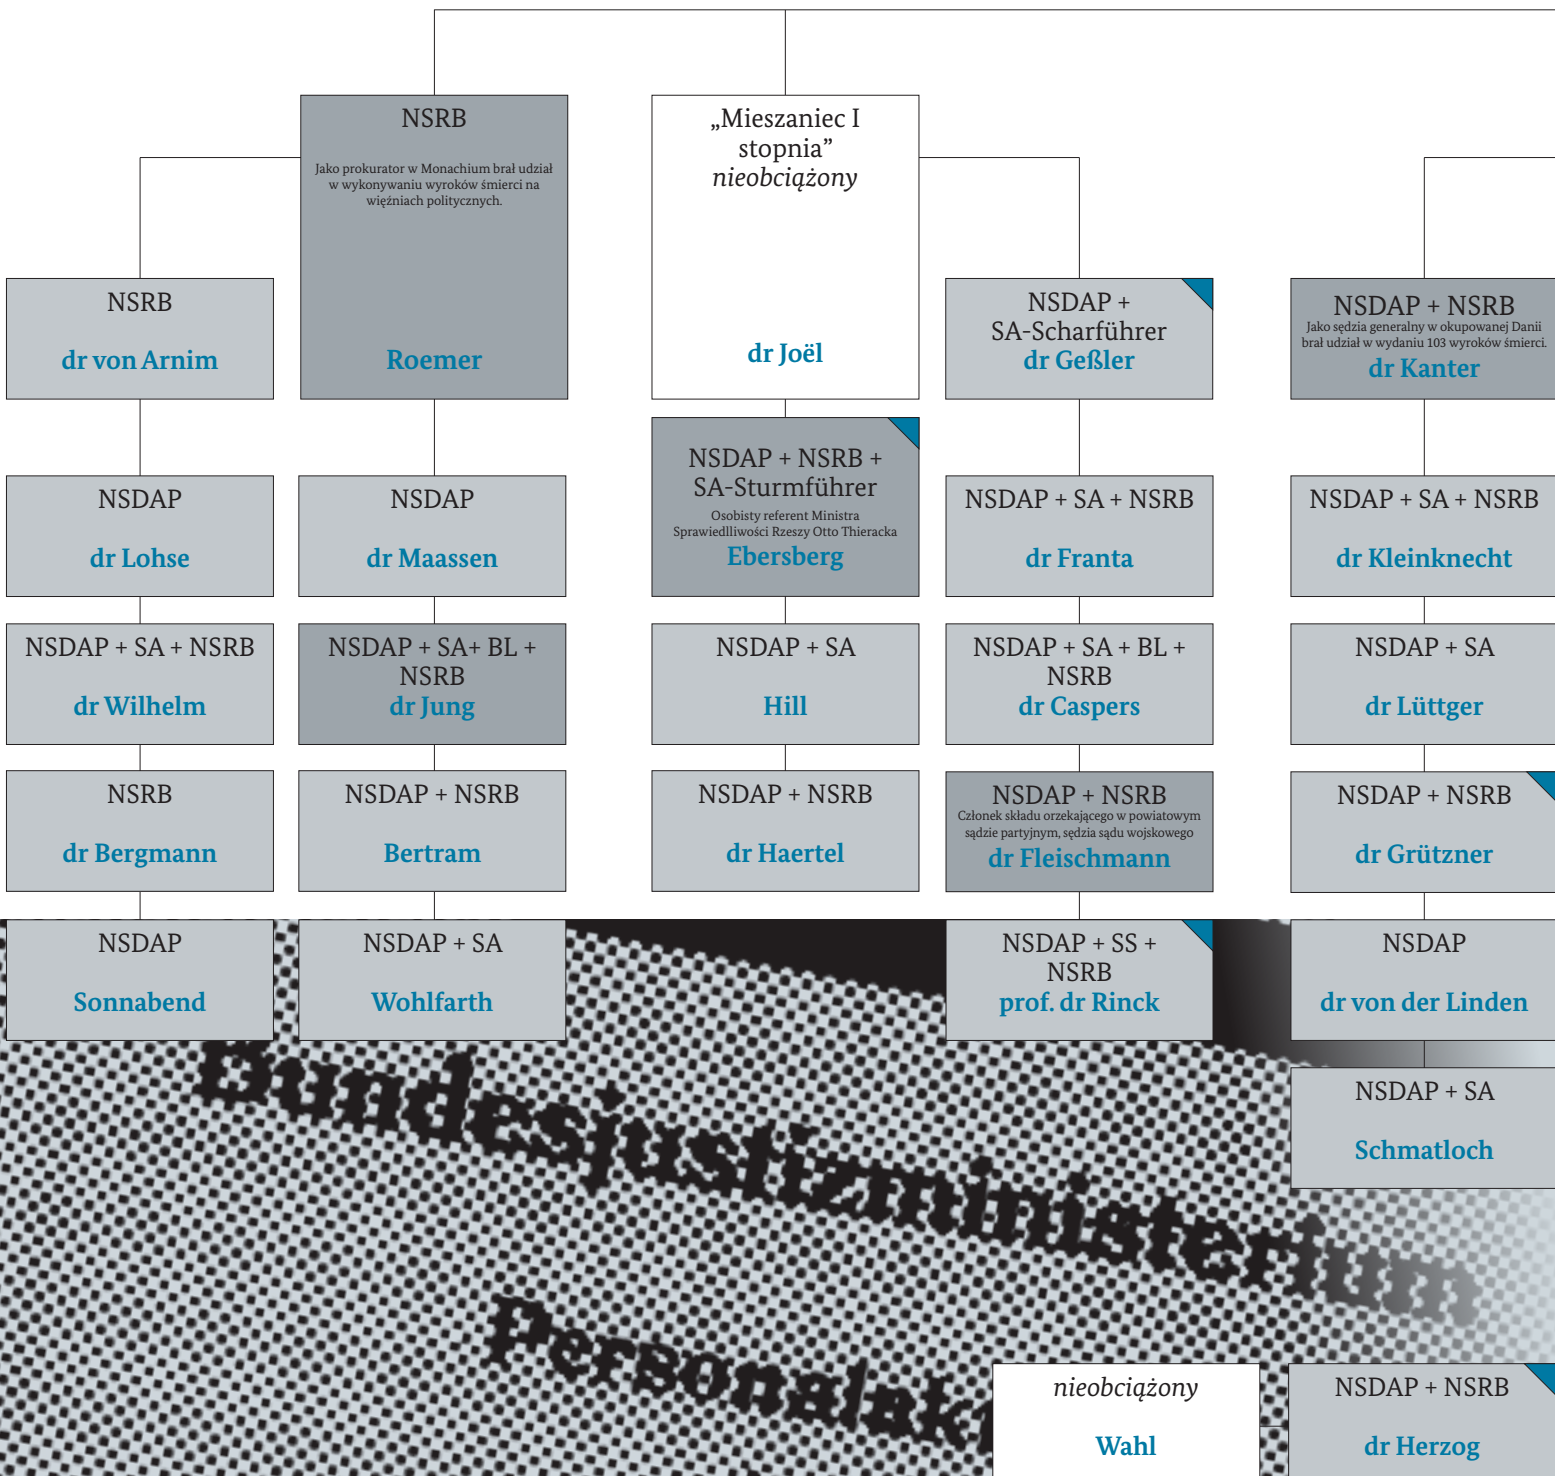 NSRB
Jako prokurator w Monachium brał udział
w wykonywaniu wyroków śmierci na
więźniach politycznych.
Roemer
„Mieszaniec I
stopnia”
nieobciążony
dr Joël
NSRB
dr von Arnim
NSDAP +
SA-Scharführer
dr Geßler
NSDAP + NSRB
Jako sędzia generalny w okupowanej Danii
brał udział w wydaniu 103 wyroków śmierci.
dr Kanter
NSDAP
dr Lohse
NSDAP
dr Maassen
NSDAP + NSRB +
SA-Sturmführer
Osobisty referent Ministra
Sprawiedlliwości Rzeszy Otto Thieracka
Ebersberg
NSDAP + SA + NSRB
dr Franta
NSDAP + SA + NSRB
dr Kleinknecht
NSDAP + SA + NSRB
dr Wilhelm
NSDAP + SA+ BL +
NSRB
dr Jung
NSDAP + SA
Hill
NSDAP + SA + BL +
NSRB
dr Caspers
NSDAP + SA
dr Lüttger
NSRB
dr Bergmann
NSDAP + NSRB
Bertram
NSDAP + NSRB
dr Haertel
NSDAP + NSRB
Członek składu orzekającego w powiatowym
sądzie partyjnym, sędzia sądu wojskowego
dr Fleischmann
NSDAP + NSRB
dr Grützner
NSDAP
Sonnabend
NSDAP + SA
Wohlfarth
NSDAP + SS +
NSRB
prof. dr Rinck
NSDAP
dr von der Linden
NSDAP + SA
Schmatloch
Bundesjustizministerium
Personalak
nieobciążony
Wahl
NSDAP + NSRB
dr Herzog